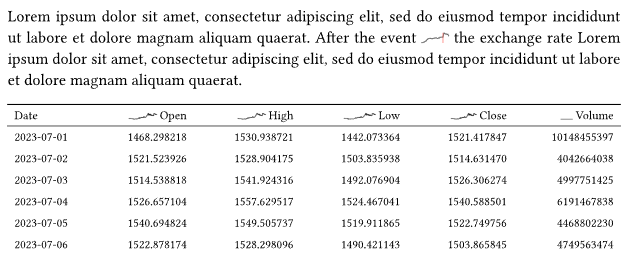 Lorem ipsum dolor sit amet, consectetur adipiscing elit, sed do eiusmod tempor incididunt
ut labore et dolore magnam aliquam quaerat. After the event the exchange rate Lorem
ipsum dolor sit amet, consectetur adipiscing elit, sed do eiusmod tempor incididunt ut labore
et dolore magnam aliquam quaerat.
Date Open High Low Close Volume
2023-07-01 1468.298218 1530.938721 1442.073364 1521.417847 10148455397
2023-07-02 1521.523926 1528.904175 1503.835938 1514.631470 4042664038
2023-07-03 1514.538818 1541.924316 1492.076904 1526.306274 4997751425
2023-07-04 1526.657104 1557.629517 1524.467041 1540.588501 6191467838
2023-07-05 1540.694824 1549.505737 1519.911865 1522.749756 4468802230
2023-07-06 1522.878174 1528.298096 1490.421143 1503.865845 4749563474